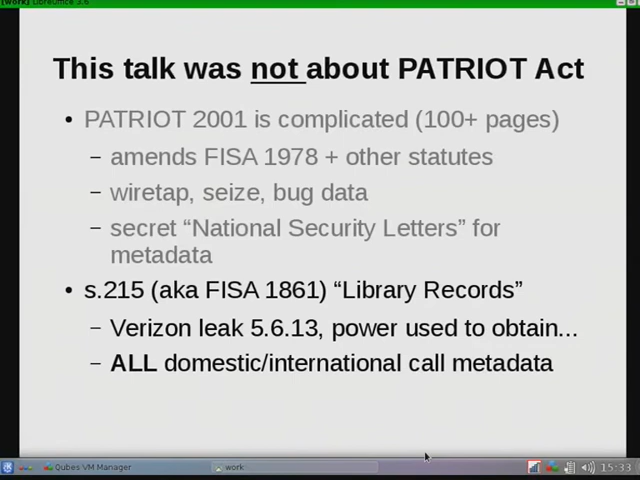 [work] LibreOffice 3.6
This talk was not about PATRIOT Act
• PATRIOT 2001 is complicated (100+ pages)
– amends FISA 1978 + other statutes
– wiretap, seize, bug data
– secret “National Security Letters” for
metadata
• s.215 (aka FISA 1861) “Library Records”
– Verizon leak 5.6.13, power used to obtain...
– ALL domestic/international call metadata
Qubes VM Manager
work
15:33